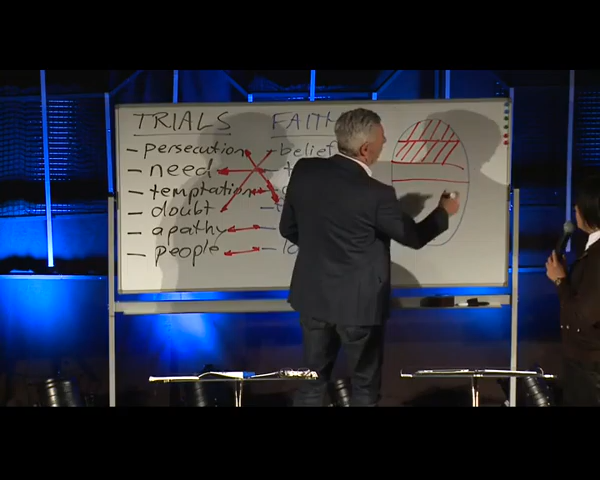 TRIALS FAITH
- persecution - belief
- need
- temptation
- doubt
- apathy
- people